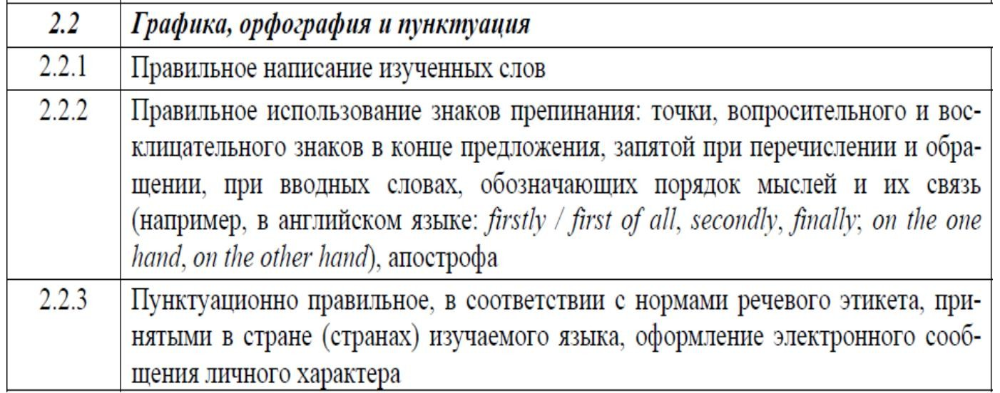 2.2 Графика, орфография и пунктуация
2.2.1 Правильное написание изученных слов
2.2.2 Правильное использование знаков препинания: точки, вопросительного и вос-
клицательного знаков в конце предложения, запятой при перечислении и обра-
щении, при вводных словах, обозначающих порядок мыслей и их связь
(например, в английском языке: firstly / first of all, secondly, finally; on the one
hand, on the other hand), апострофа
2.2.3 Пунктуационно правильное, в соответствии с нормами речевого этикета, при-
нятыми в стране (странах) изучаемого языка, оформление электронного сооб-
щения личного характера